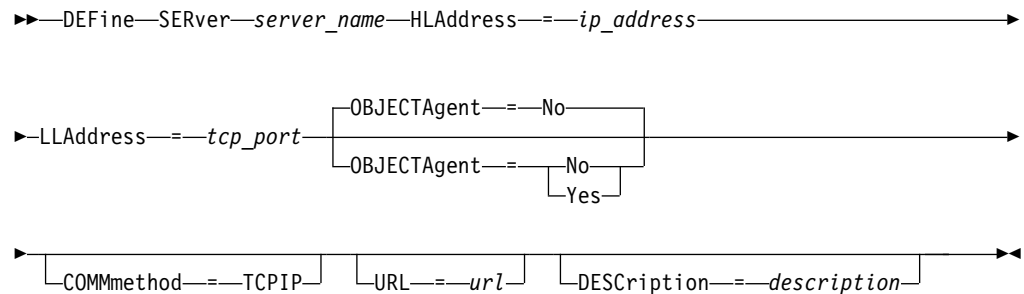 DEFine SERver server_name HLAddress = ip_address
OBJECTAgent = No
LLAddress = tcp_port
OBJECTAgent = No
Yes
COMMmethod = TCPIP URL = url DESCription = description